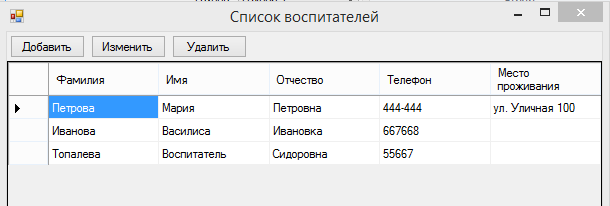 Список воспитателей
Добавить Изменить Удалить
Фамилия Имя Отчество Телефон Место проживания
Петрова Мария Петровна 444-444 ул. Уличная 100
Иванова Василиса Ивановка 667668
Топалева Воспитатель Сидоровна 55667